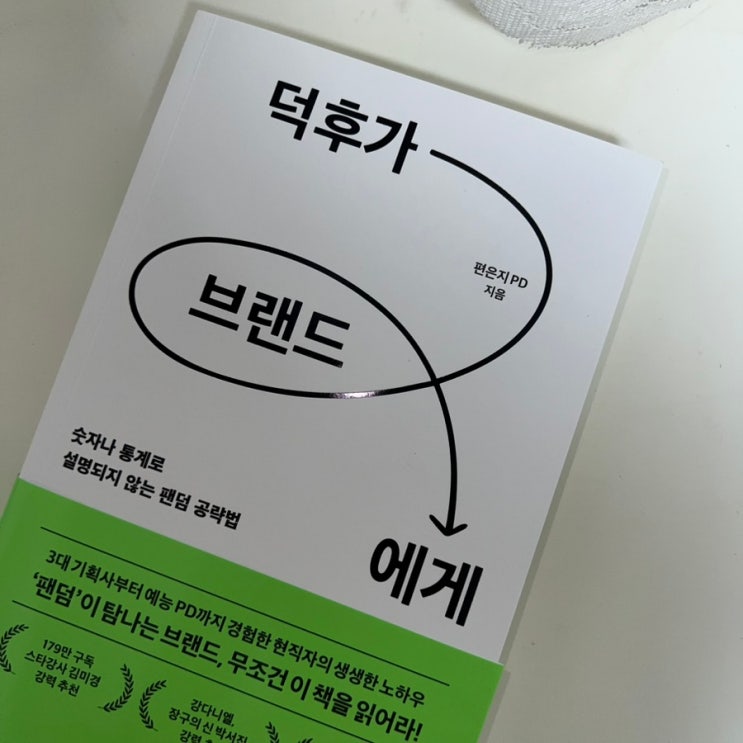 덕후가
편은지 PD
지음
브랜드
숫자나 통계로
설명되지 않는 팬덤 공략법
에게
3대 기획사부터 예능 PD까지 경험한 현직자의 생생한 노하우
‘팬덤’이 탐나는 브랜드, 무조건 이 책을 읽어라!
179만 구독
스타강사 김미경
강력 추천
강다니엘,
장구의 신 박서진